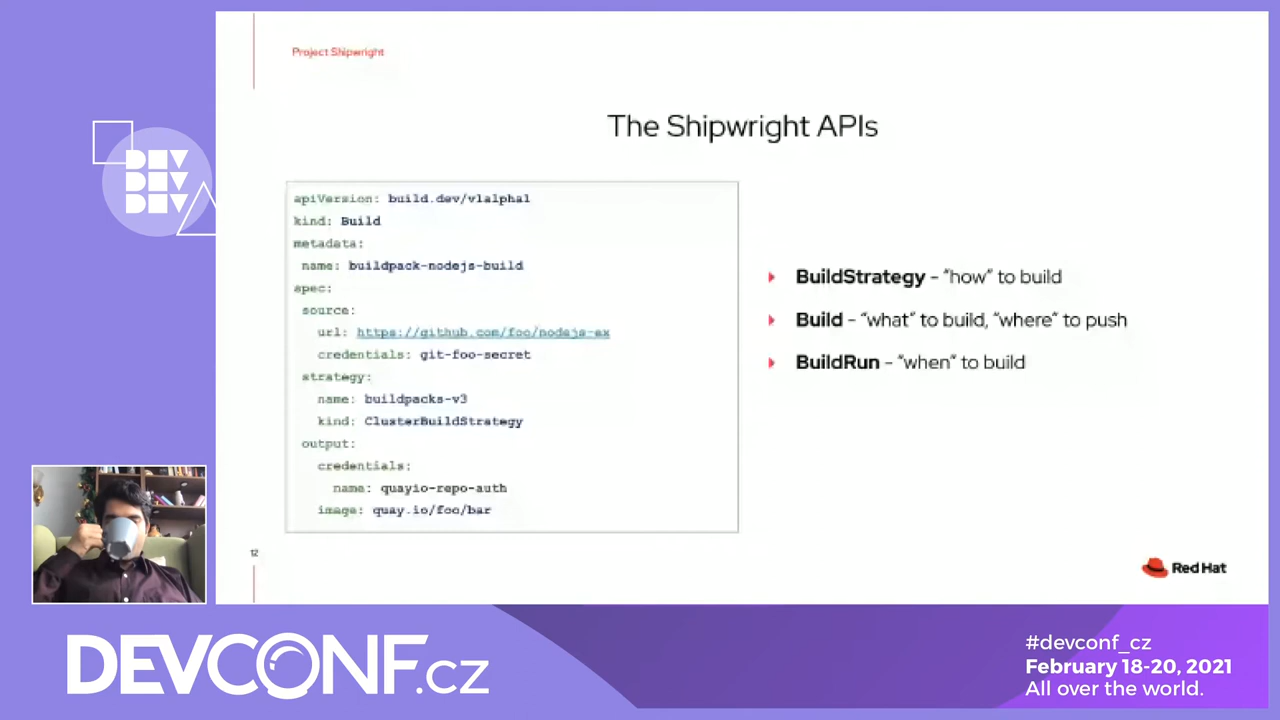 Project Shipwright
The Shipwright APIs
DEV
DEV
DEV
apiVersion: build.dev/v1alpha1
kind: Build
metadata:
name: buildpack-nodejs-build
spec:
source:
url: https://github.com/foo/nodejs-ex
credentials: git-foo-secret
strategy:
name: buildpacks-v3
kind: ClusterBuildStrategy
output:
credentials:
name: quayio-repo-auth
image: quay.io/foo/bar
BuildStrategy - “how” to build
Build - “what” to build, “where” to push
BuildRun - “when” to build
12
Red Hat
DEVCONF.cz
#devconf_cz
February 18-20, 2021
All over the world.